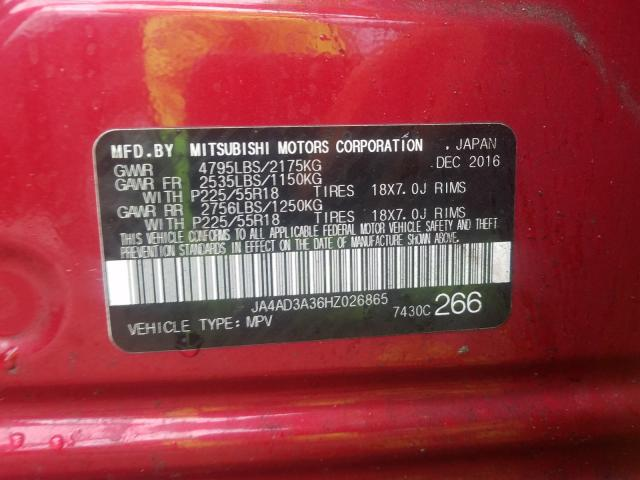 MFD.BY MITSUBISHI MOTORS CORPORATION . JAPAN
GVWR 4795LBS/2175KG DEC 2016
GAWR FR 2535LBS/1150KG
WITH P225/55R18 TIRES 18X7.0J RIMS
GAWR RR 2756LBS/1250KG
WITH P225/55R18 TIRES 18X7.0J RIMS
THIS VEHICLE CONFORMS TO ALL APPLICABLE FEDERAL MOTOR VEHICLE SAFETY AND THEFT
PREVENTION STANDARDS IN EFFECT ON THE DATE OF MANUFACTURE SHOWN ABOVE.
JA4AD3A36HZ026865
VEHICLE TYPE: MPV 7430C 266